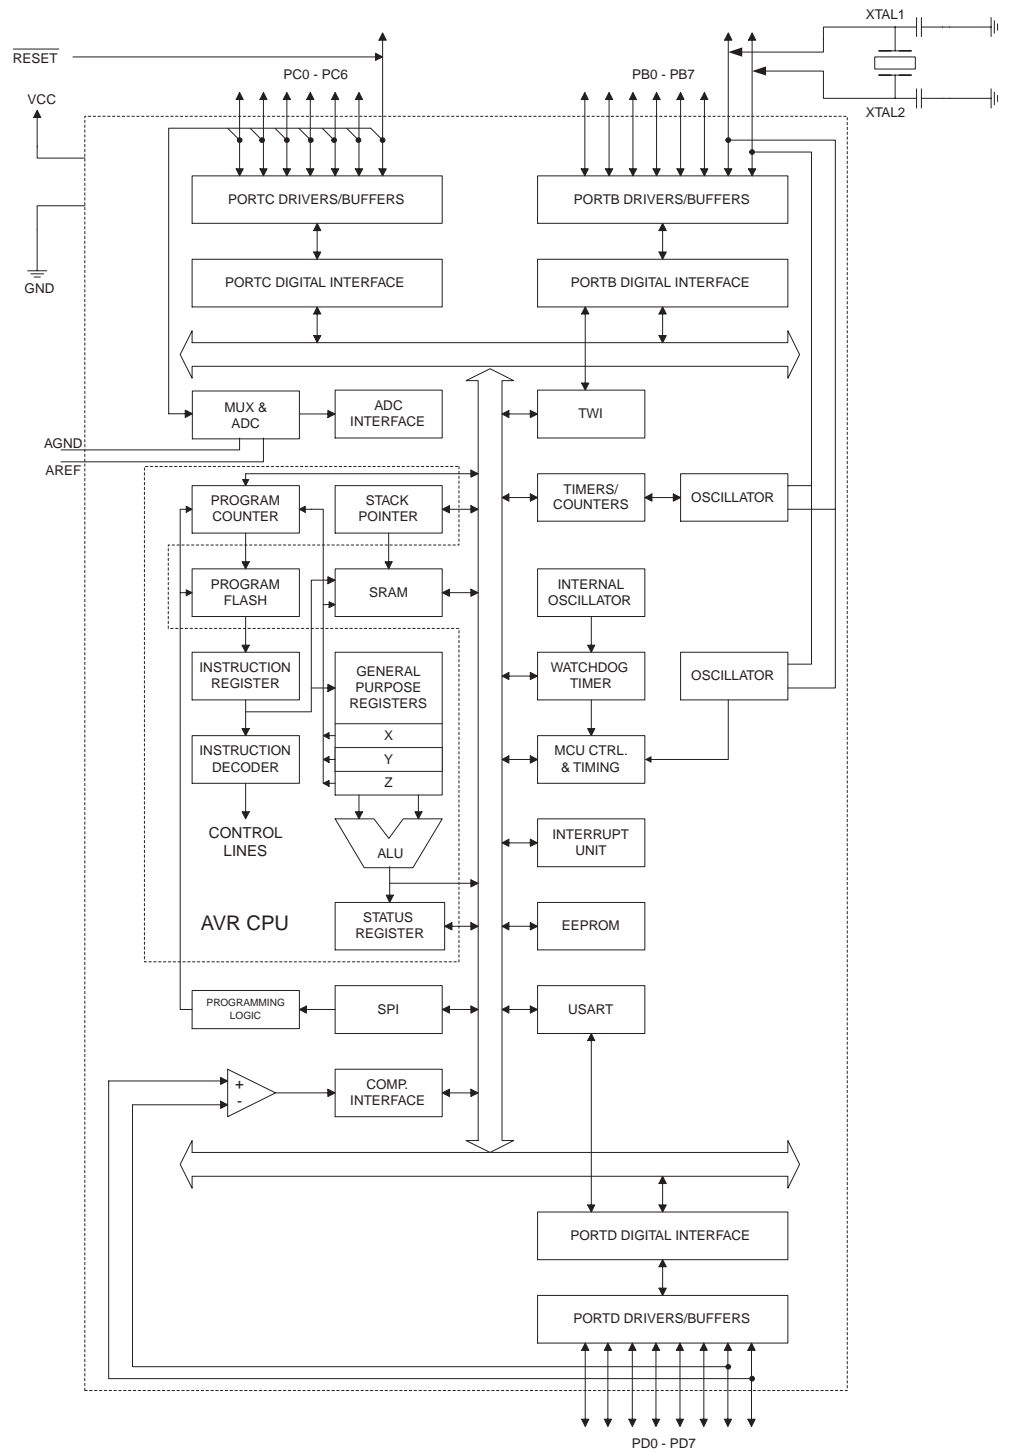 XTAL1
RESET
PC0 - PC6
PB0 - PB7
VCC
XTAL2
PORTC DRIVERS/BUFFERS
PORTB DRIVERS/BUFFERS
PORTC DIGITAL INTERFACE
PORTB DIGITAL INTERFACE
GND
MUX &
ADC
ADC
INTERFACE
TWI
AGND
AREF
PROGRAM
COUNTER
STACK
POINTER
TIMERS/
COUNTERS
OSCILLATOR
PROGRAM
FLASH
SRAM
INTERNAL
OSCILLATOR
INSTRUCTION
REGISTER
GENERAL
PURPOSE
REGISTERS
WATCHDOG
TIMER
OSCILLATOR
X
Y
Z
INSTRUCTION
DECODER
MCU CTRL.
& TIMING
CONTROL
LINES
ALU
INTERRUPT
UNIT
AVR CPU
STATUS
REGISTER
EEPROM
PROGRAMMING
LOGIC
SPI
USART
+
-
COMP.
INTERFACE
PORTD DIGITAL INTERFACE
PORTD DRIVERS/BUFFERS
PD0 - PD7